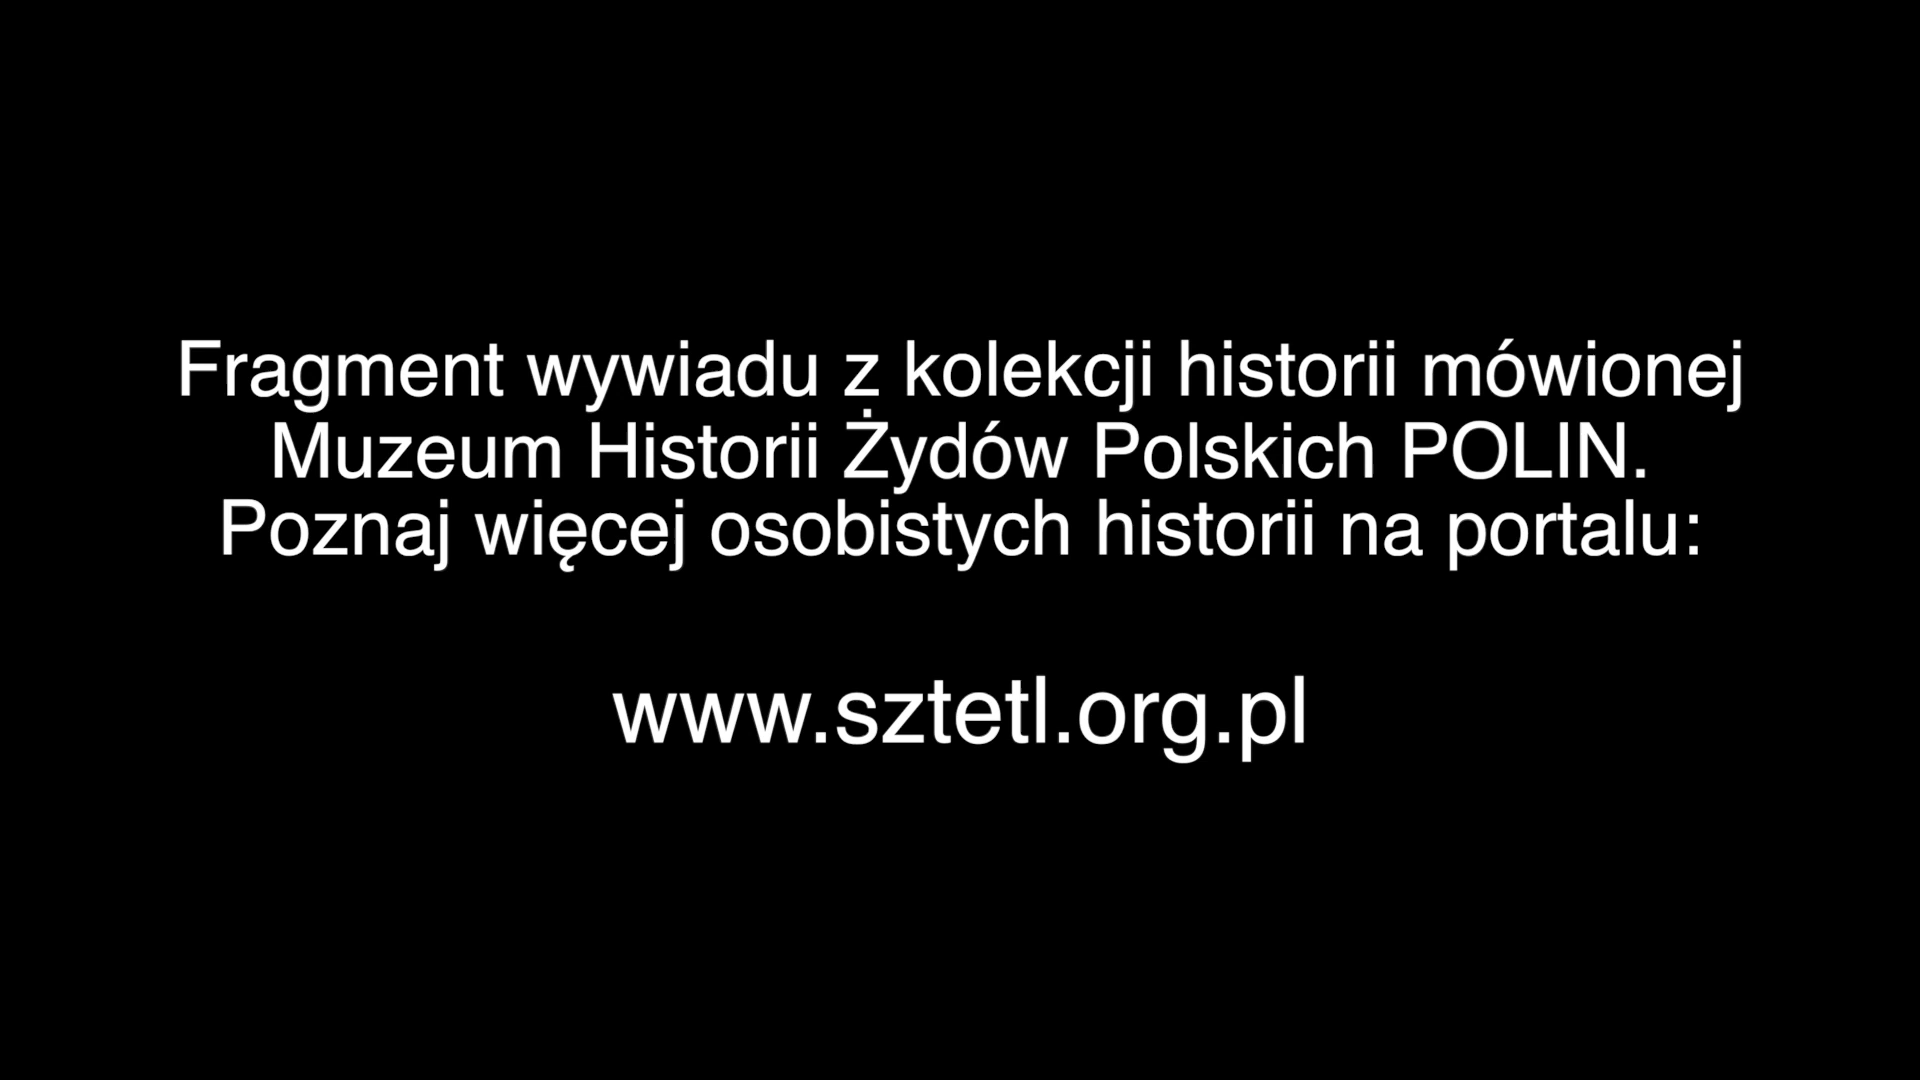 Fragment wywiadu z kolekcji historii mówionej
Muzeum Historii Żydów Polskich POLIN.
Poznaj więcej osobistych historii na portalu:
www.sztetl.org.pl